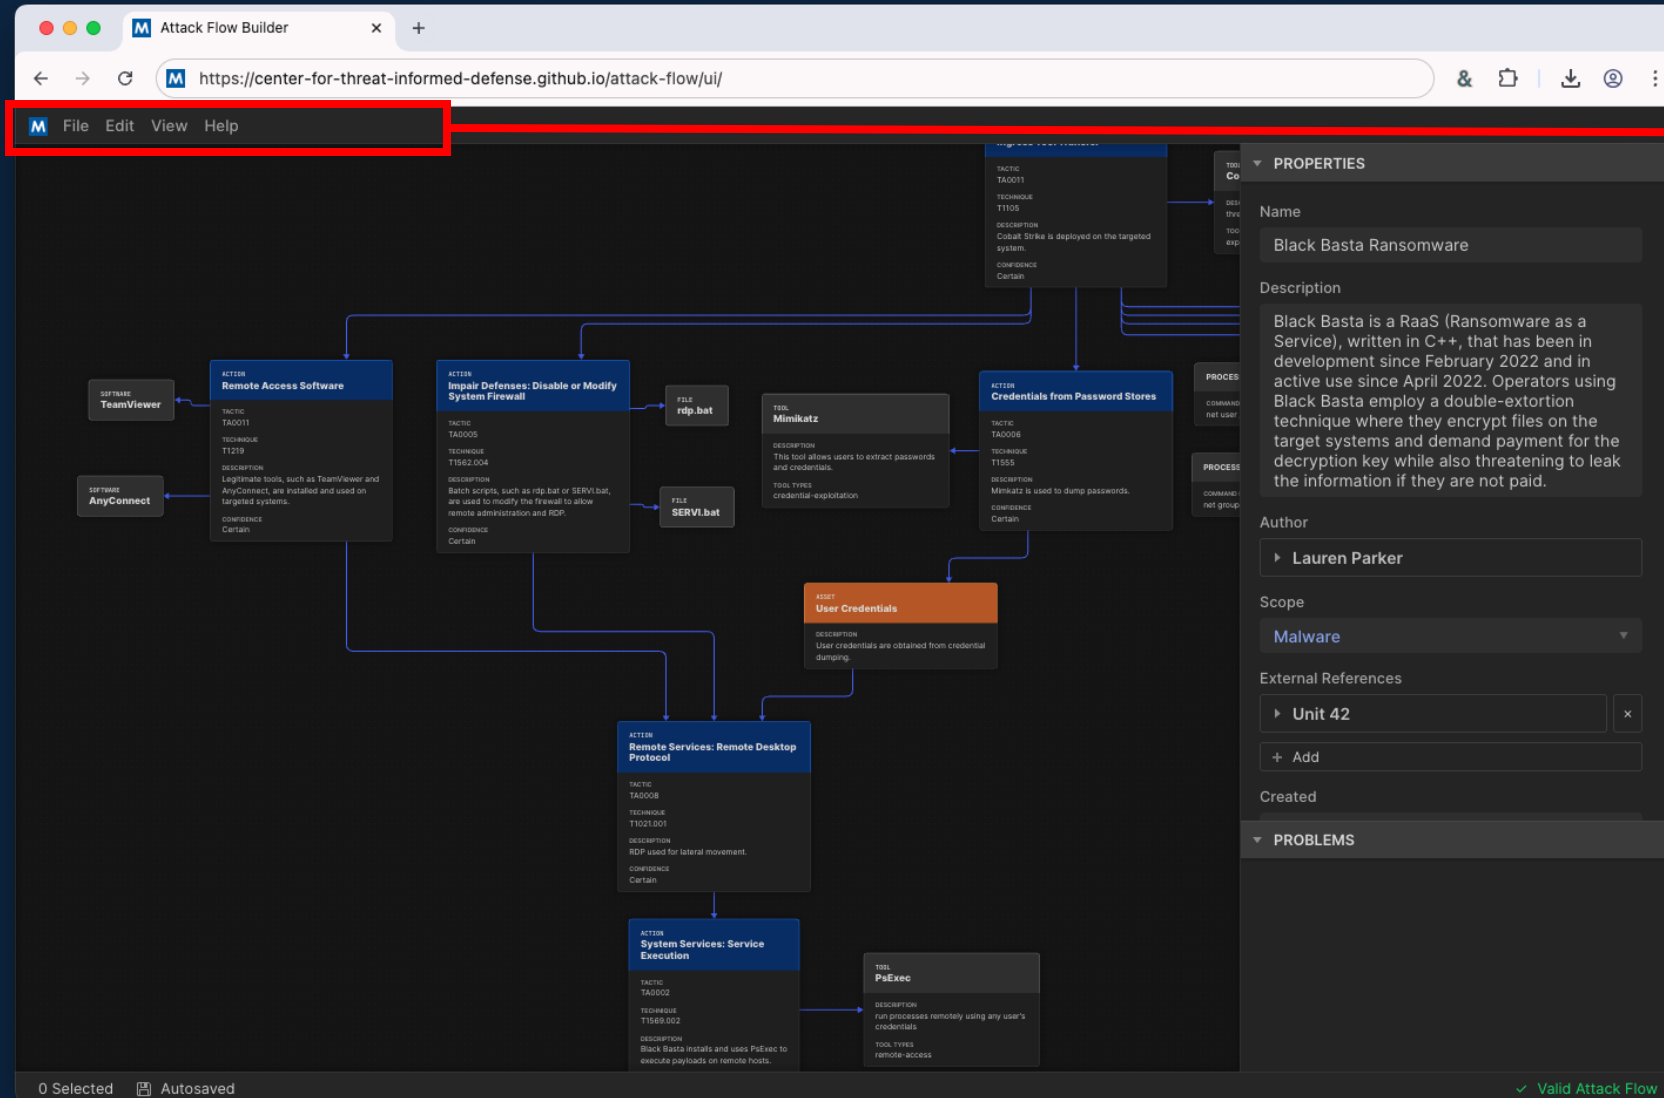 Attack Flow Builder
https://center-for-threat-informed-defense.github.io/attack-flow/ui/
File Edit View Help
TACTIC
TA0011
TECHNIQUE
T1105
DESCRIPTION
Cobalt Strike is deployed on the targeted
system.
CONFIDENCE
Certain
ACTION
Remote Access Software
TACTIC
TA0011
TECHNIQUE
T1219
DESCRIPTION
Legitimate tools, such as TeamViewer and
AnyConnect, are installed and used on
targeted systems.
CONFIDENCE
Certain
SOFTWARE
TeamViewer
SOFTWARE
AnyConnect
ACTION
Impair Defenses: Disable or Modify
System Firewall
TACTIC
TA0005
TECHNIQUE
T1562.004
DESCRIPTION
Batch scripts, such as rdp.bat or SERVI.bat,
are used to modify the firewall to allow
remote administration and RDP.
CONFIDENCE
Certain
FILE
rdp.bat
FILE
SERVI.bat
TOOL
Mimikatz
DESCRIPTION
This tool allows users to extract passwords
and credentials.
TOOL TYPES
credential-exploitation
ACTION
Credentials from Password Stores
TACTIC
TA0006
TECHNIQUE
T1555
DESCRIPTION
Mimkatz is used to dump passwords.
CONFIDENCE
Certain
PROCES
COMMAND
net user
PROCESS
COMMAND
net group
ASSET
User Credentials
DESCRIPTION
User credentials are obtained from credential
dumping.
ACTION
Remote Services: Remote Desktop
Protocol
TACTIC
TA0008
TECHNIQUE
T1021.001
DESCRIPTION
RDP used for lateral movement.
CONFIDENCE
Certain
ACTION
System Services: Service
Execution
TACTIC
TA0002
TECHNIQUE
T1569.002
DESCRIPTION
Black Basta installs and uses PsExec to
execute payloads on remote hosts.
TOOL
PsExec
DESCRIPTION
run processes remotely using any user's
credentials
TOOL TYPES
remote-access
PROPERTIES
Name
Black Basta Ransomware
Description
Black Basta is a RaaS (Ransomware as a
Service), written in C++, that has been in
development since February 2022 and in
active use since April 2022. Operators using
Black Basta employ a double-extortion
technique where they encrypt files on the
target systems and demand payment for the
decryption key while also threatening to leak
the information if they are not paid.
Author
Lauren Parker
Scope
Malware
External References
Unit 42
+ Add
Created
PROBLEMS
0 Selected Autosaved
Valid Attack Flow